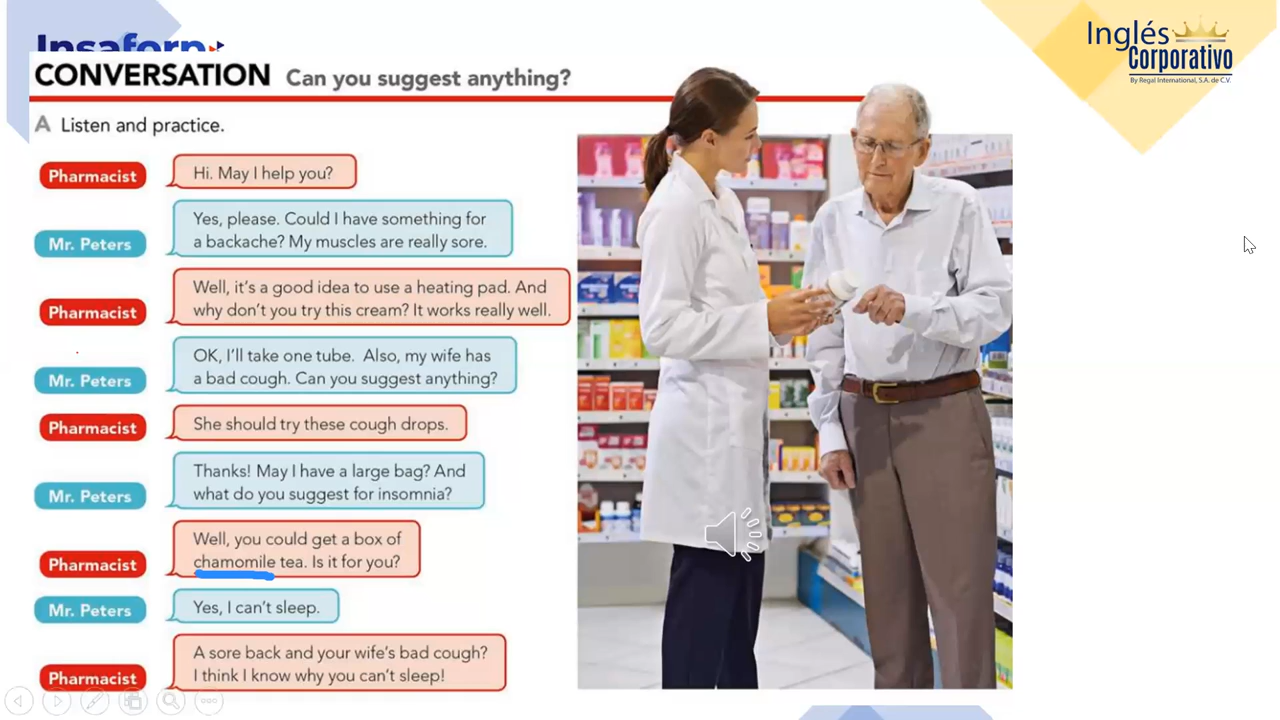 Insaforp
Inglés
Corporativo
By Regal International, S.A. de C.V.
CONVERSATION Can you suggest anything?
A Listen and practice.
Pharmacist Hi. May I help you?
Mr. Peters Yes, please. Could I have something for
a backache? My muscles are really sore.
Pharmacist Well, it's a good idea to use a heating pad. And
why don't you try this cream? It works really well.
Mr. Peters OK, I'll take one tube. Also, my wife has
a bad cough. Can you suggest anything?
Pharmacist She should try these cough drops.
Mr. Peters Thanks! May I have a large bag? And
what do you suggest for insomnia?
Pharmacist Well, you could get a box of
chamomile tea. Is it for you?
Mr. Peters Yes, I can't sleep.
Pharmacist A sore back and your wife's bad cough?
I think I know why you can't sleep!